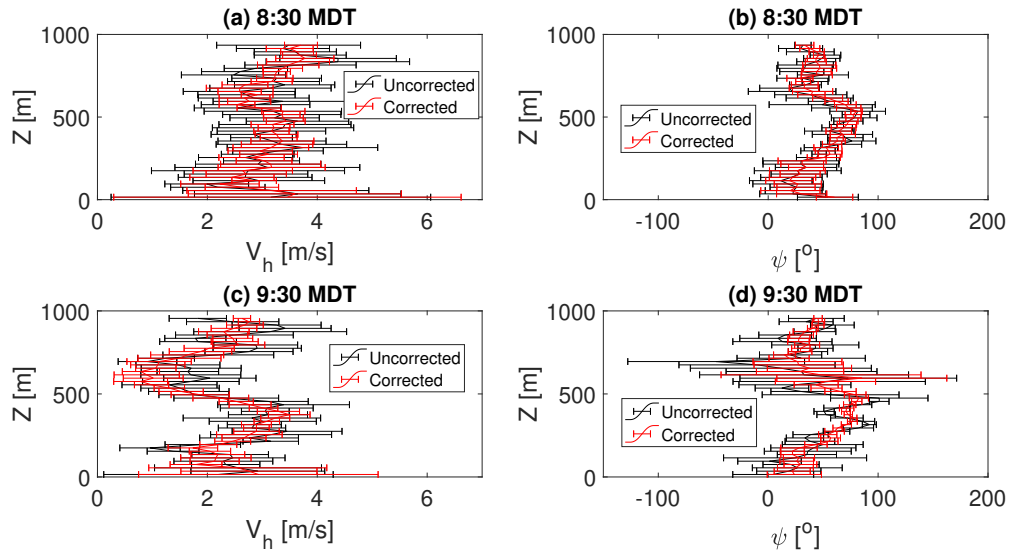 (a) 8:30 MDT
1000
500
0
Z [m]
0 2 4 6
V_h [m/s]
Uncorrected
Corrected
(b) 8:30 MDT
1000
500
0
Z [m]
-100 0 100 200
ψ [°]
Uncorrected
Corrected
(c) 9:30 MDT
1000
500
0
Z [m]
0 2 4 6
V_h [m/s]
Uncorrected
Corrected
(d) 9:30 MDT
1000
500
0
Z [m]
-100 0 100 200
ψ [°]
Uncorrected
Corrected